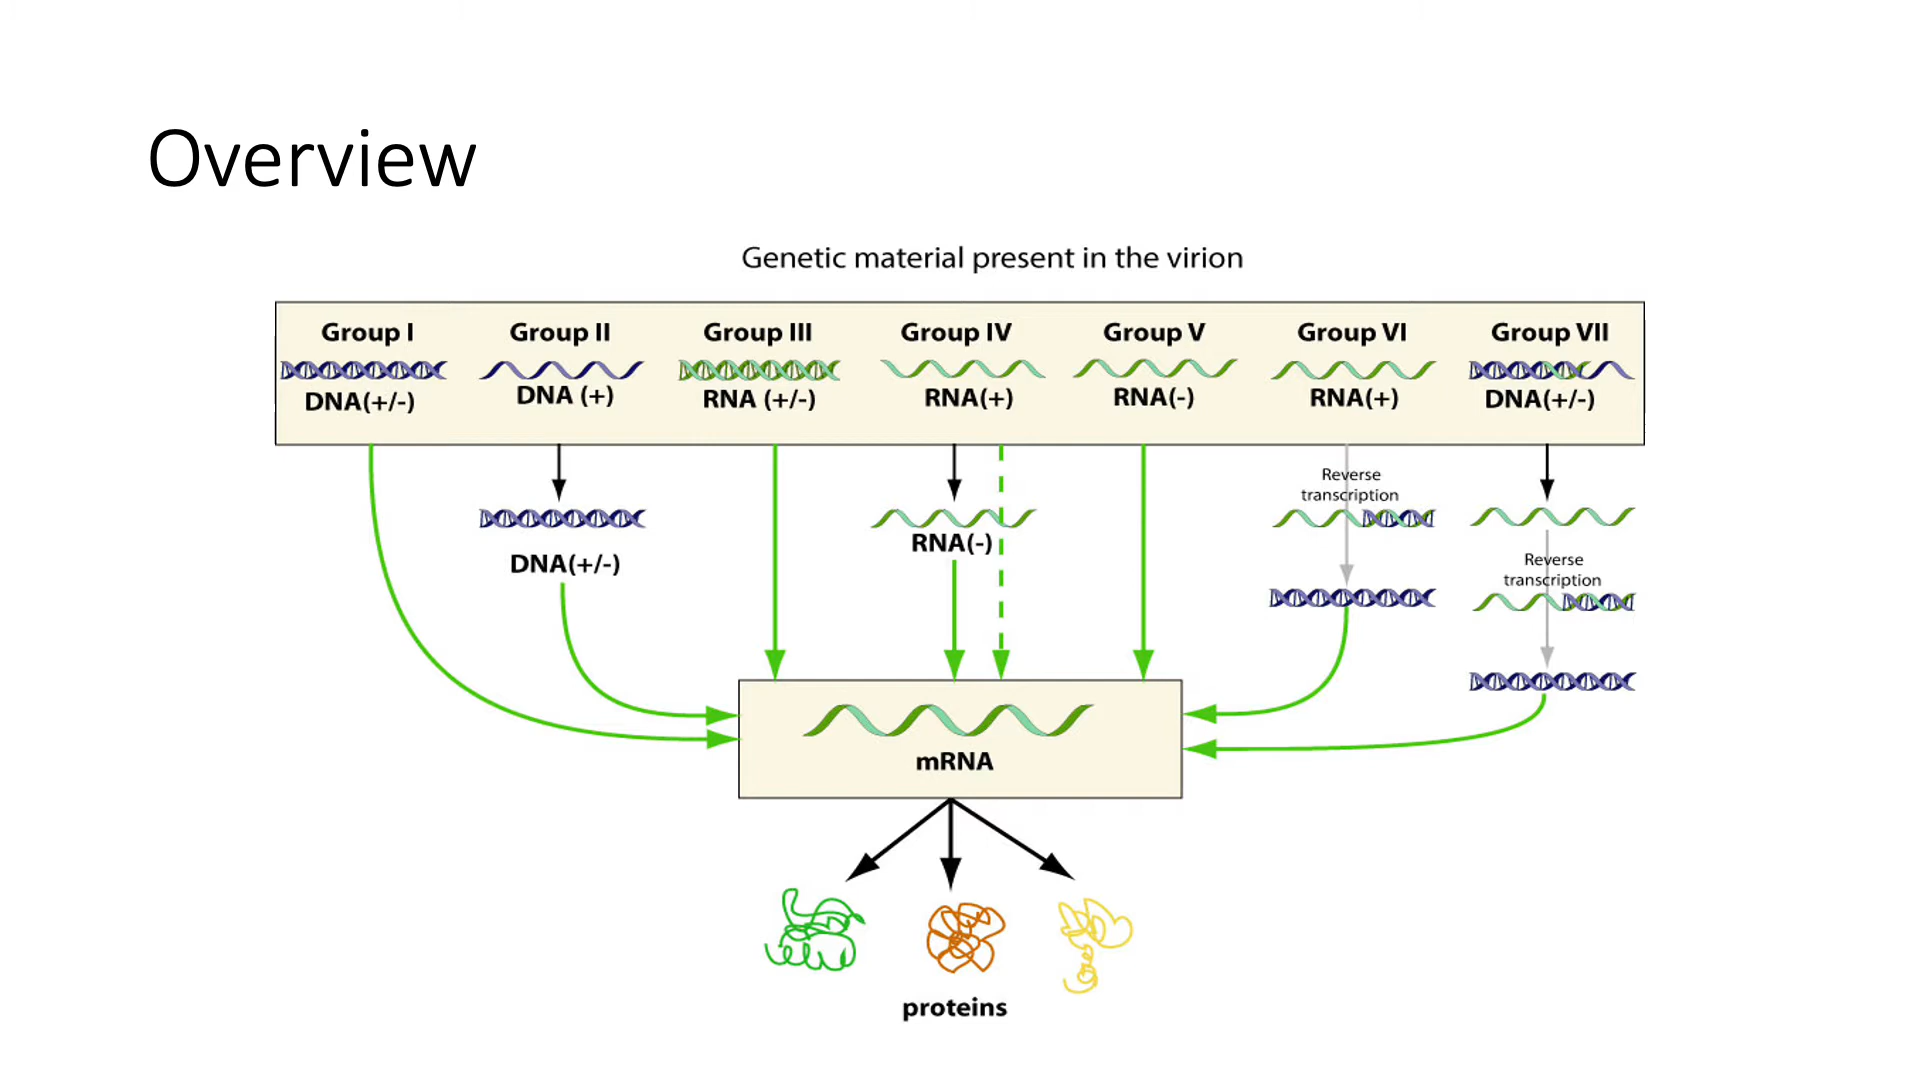 Overview
Genetic material present in the virion
Group I
DNA(+/-)
Group II
DNA (+)
Group III
RNA (+/-)
Group IV
RNA(+)
Group V
RNA(-)
Group VI
RNA(+)
Group VII
DNA(+/-)
DNA(+/-)
RNA(-)
Reverse
transcription
Reverse
transcription
mRNA
proteins